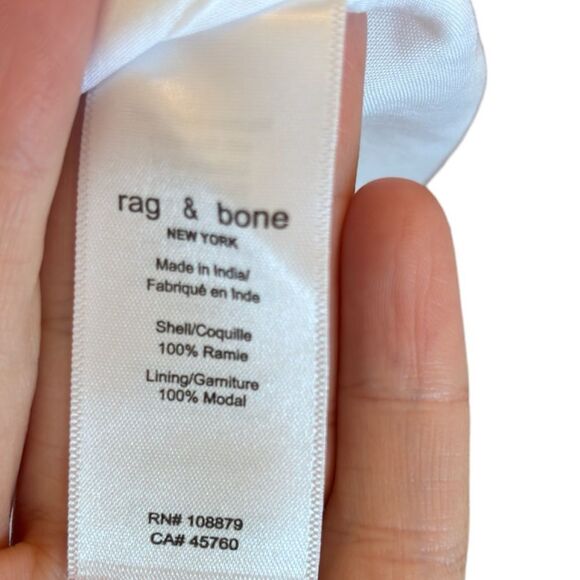 rag & bone
NEW YORK
Made in India/
Fabriqué en Inde
Shell/Coquille
100% Ramie
Lining/Garniture
100% Modal
RN# 108879
CA# 45760